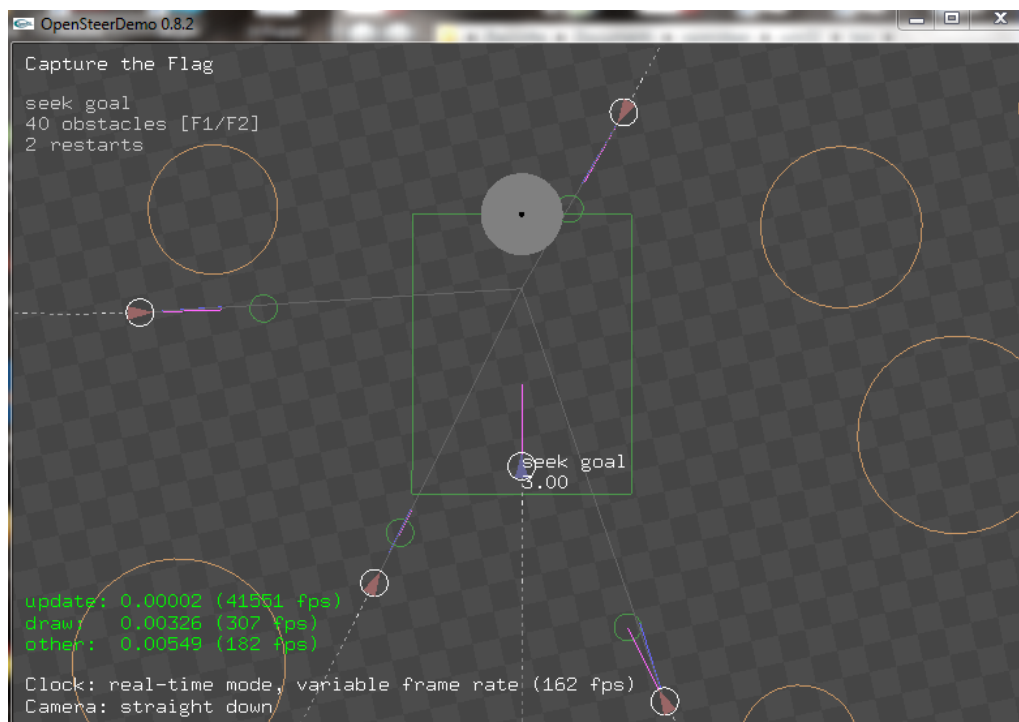 OpenSteerDemo 0.8.2
Capture the Flag
seek goal
40 obstacles [F1/F2]
2 restarts
seek goal
3.00
update: 0.00002 (41551 fps)
draw: 0.00326 (307 fps)
other: 0.00549 (182 fps)
Clock: real-time mode, variable frame rate (162 fps)
Camera: straight down